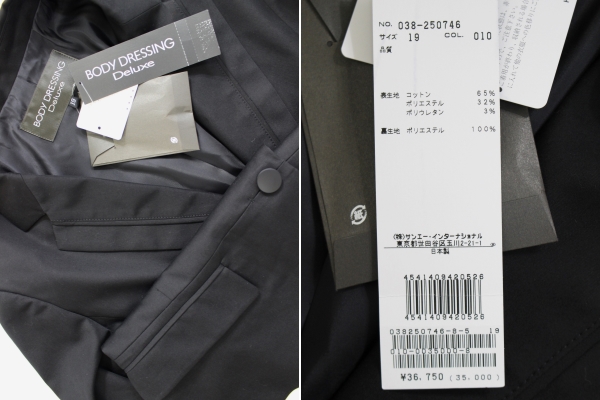 BODY DRESSING
Deluxe
BODY DRESSING
Deluxe
NO. 038-250746
サイズ 19 COL. 010
品質
表生地 コットン 65%
ポリエステル 32%
ポリウレタン 3%
裏生地 ポリエステル 100%
(株)サンエー・インターナショナル
東京都世田谷区玉川2-21-1
日本製
4541409420526
4541409420526
038250746-8-5 19
010-0035000-8
¥36,750 (35,000)